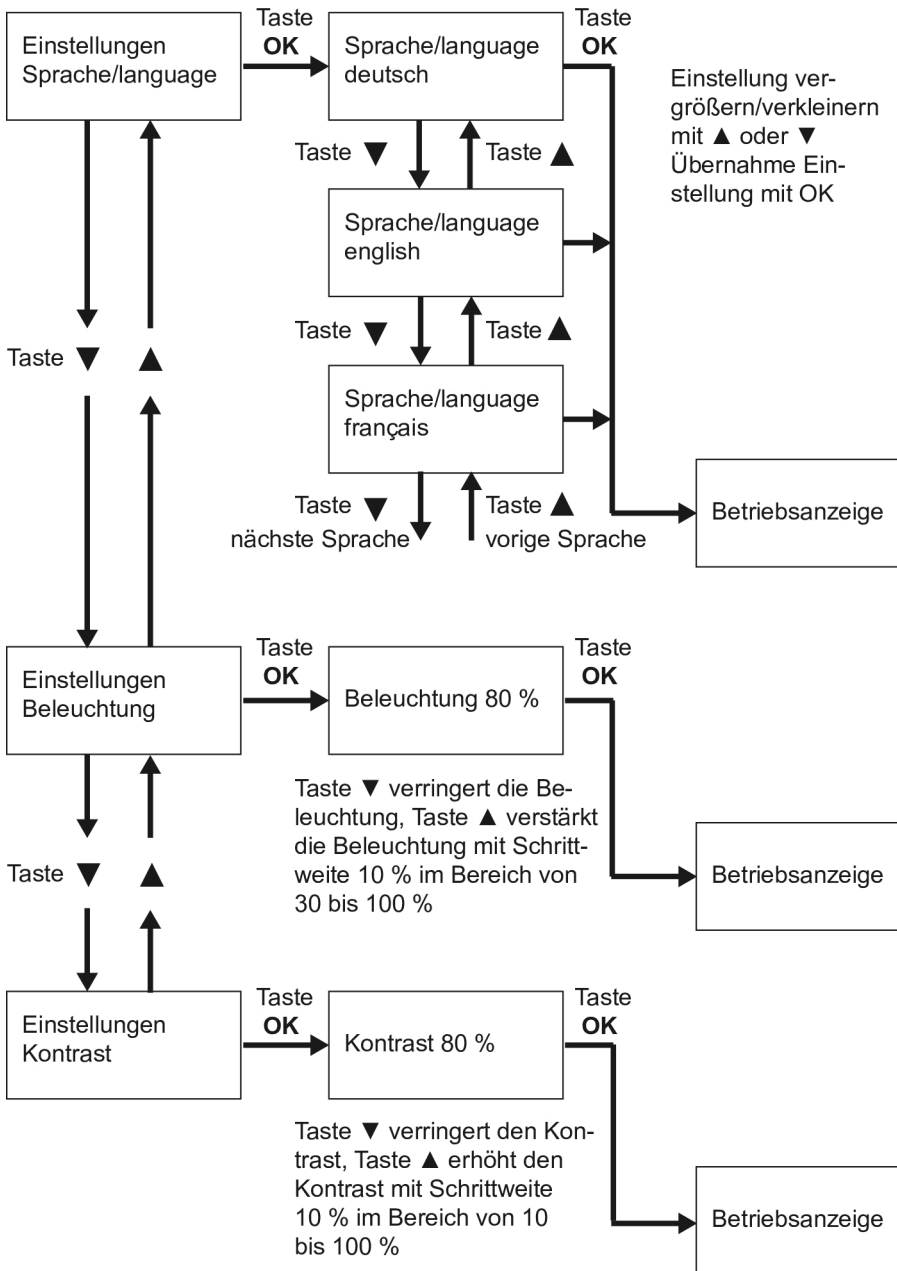 Taste
OK
Taste
OK
Einstellungen
Sprache/language
Sprache/language
deutsch
Einstellung ver-
größern/verkleinern
mit ▲ oder ▼
Übernahme Ein-
stellung mit OK
Taste ▼
Taste ▲
Sprache/language
english
Taste ▼
Taste ▲
Taste ▼ ▲
Sprache/language
français
Taste ▼
nächste Sprache
Taste ▲
vorige Sprache
Betriebsanzeige
Taste
OK
Taste
OK
Einstellungen
Beleuchtung
Beleuchtung 80 %
Taste ▼ verringert die Be-
leuchtung, Taste ▲ verstärkt
die Beleuchtung mit Schritt-
weite 10 % im Bereich von
30 bis 100 %
Taste ▼ ▲
Betriebsanzeige
Taste
OK
Taste
OK
Einstellungen
Kontrast
Kontrast 80 %
Taste ▼ verringert den Kon-
trast, Taste ▲ erhöht den
Kontrast mit Schrittweite
10 % im Bereich von 10
bis 100 %
Betriebsanzeige